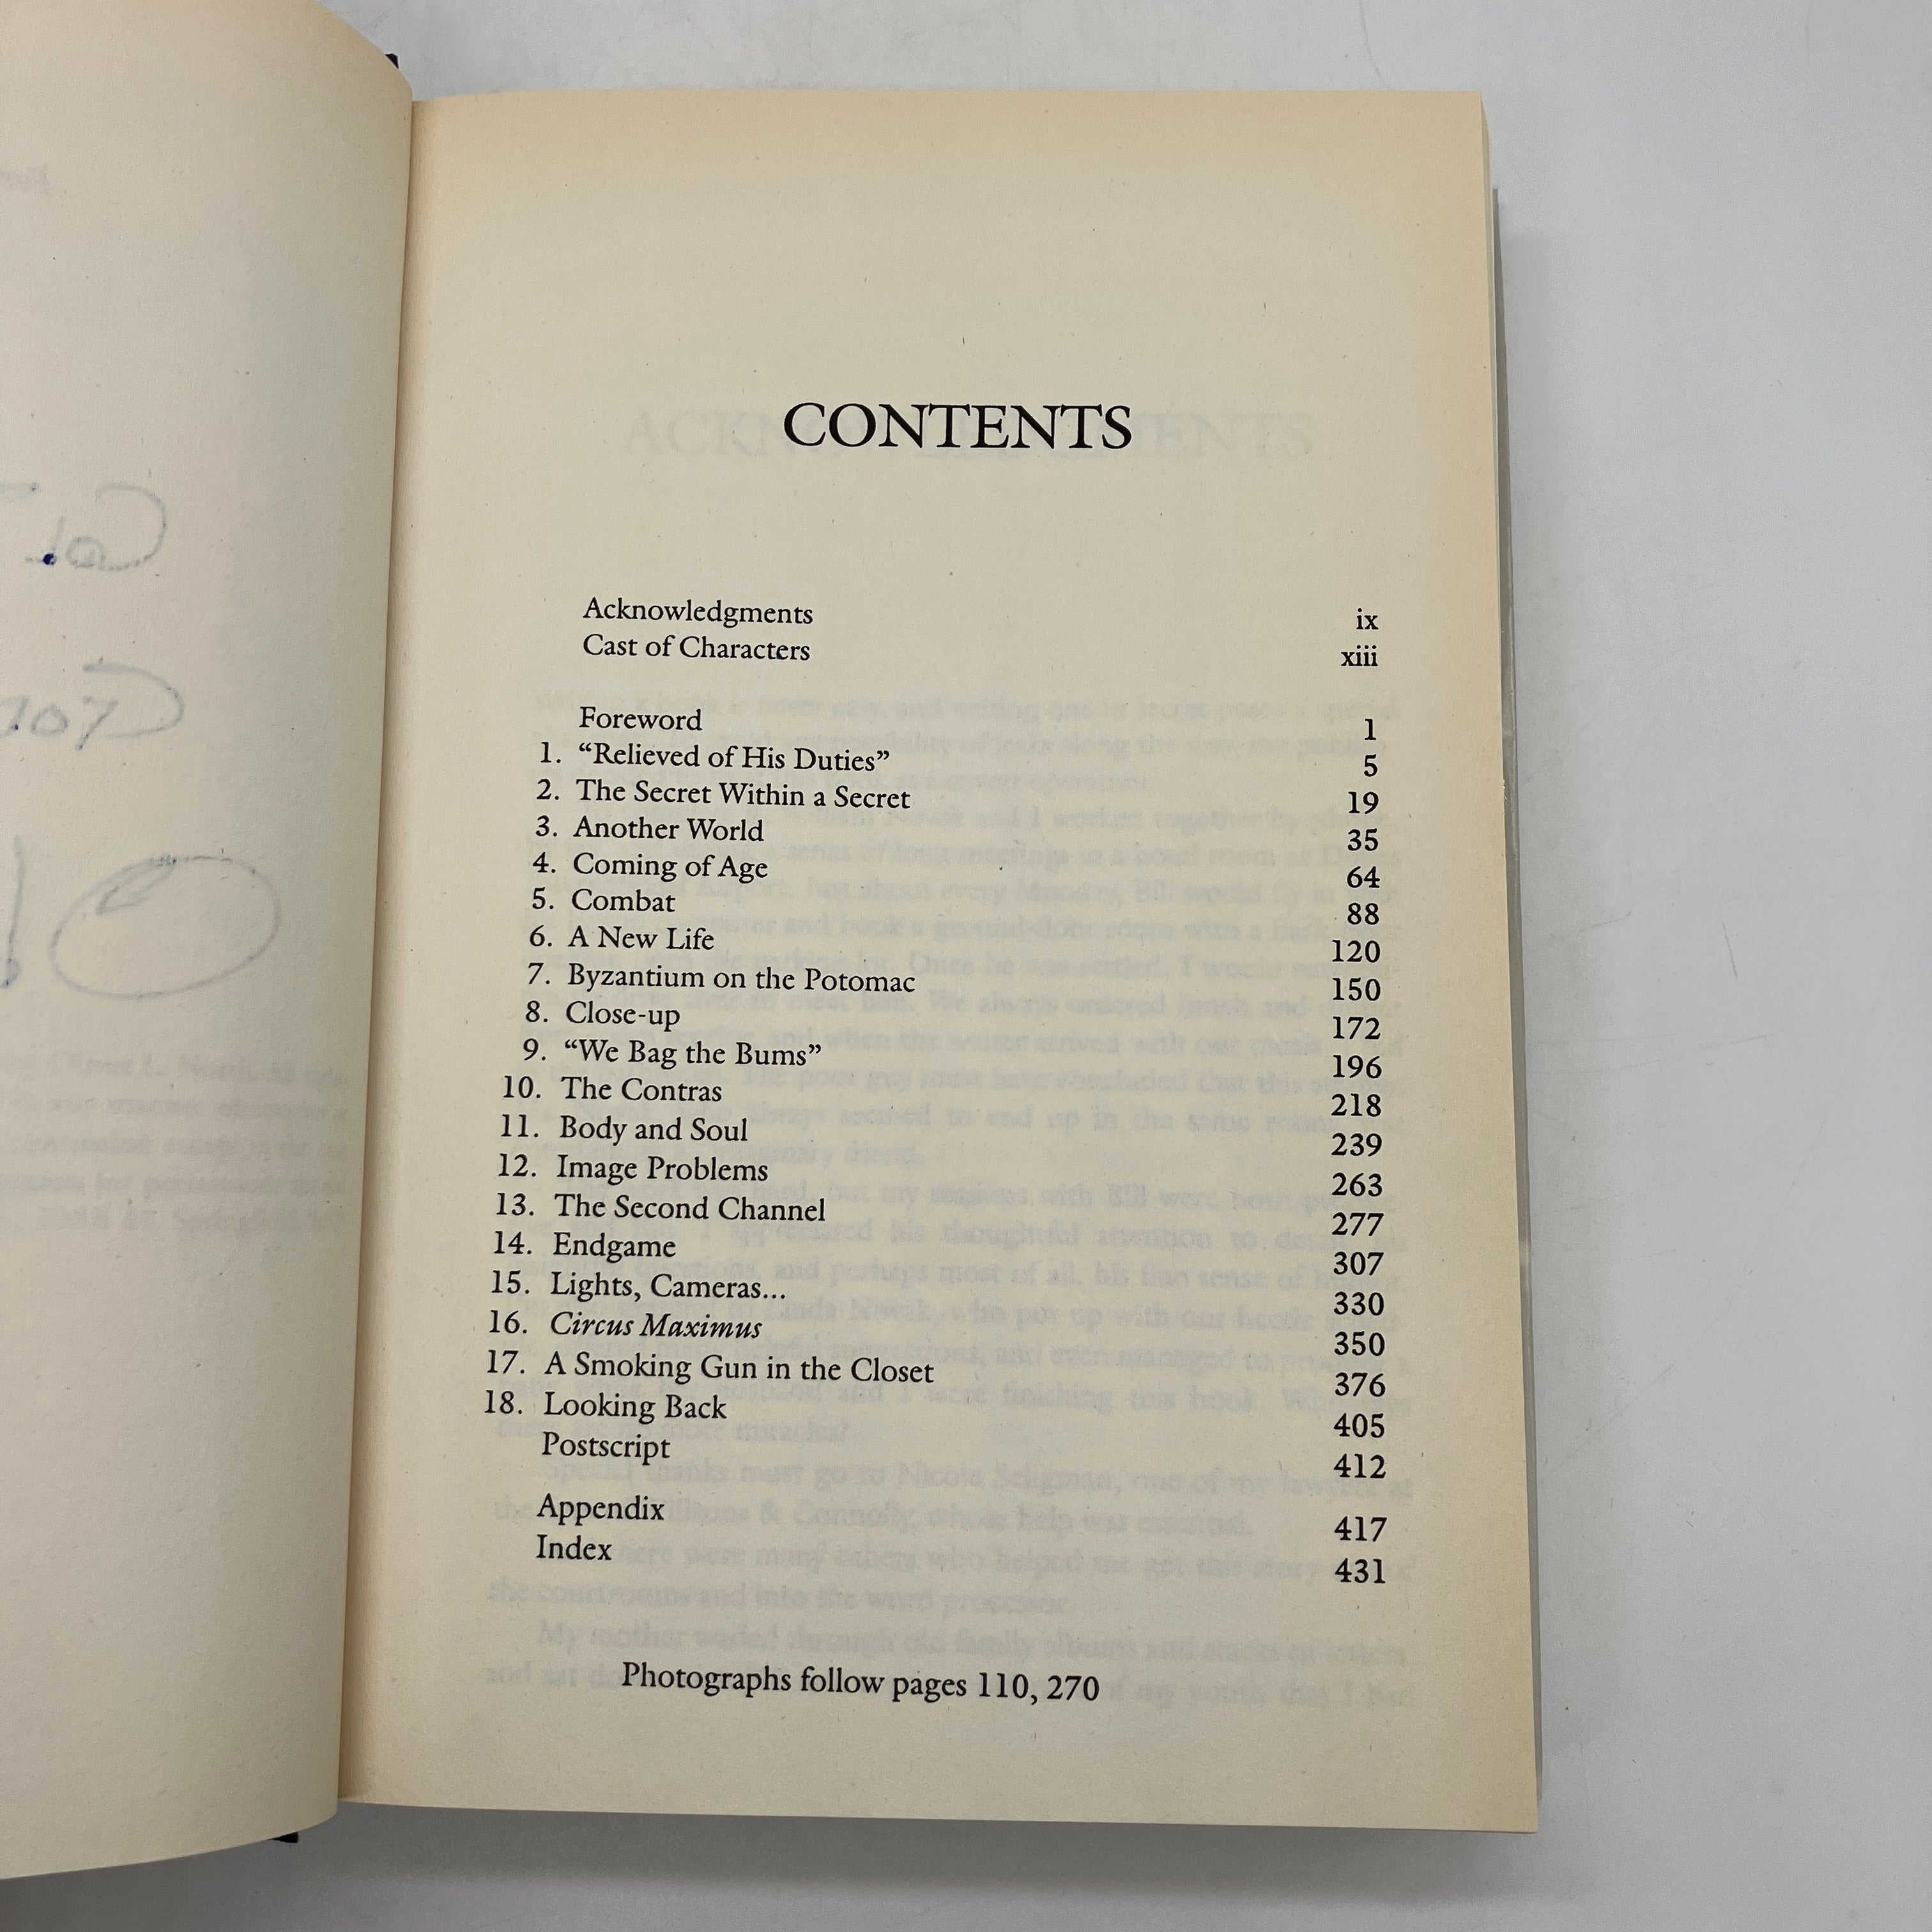 CONTENTS
Acknowledgments ix
Cast of Characters xiii
Foreword 1
1. “Relieved of His Duties” 5
2. The Secret Within a Secret 19
3. Another World 35
4. Coming of Age 64
5. Combat 88
6. A New Life 120
7. Byzantium on the Potomac 150
8. Close-up 172
9. “We Bag the Bums” 196
10. The Contras 218
11. Body and Soul 239
12. Image Problems 263
13. The Second Channel 277
14. Endgame 307
15. Lights, Cameras... 330
16. Circus Maximus 350
17. A Smoking Gun in the Closet 376
18. Looking Back 405
Postscript 412
Appendix 417
Index 431
Photographs follow pages 110, 270